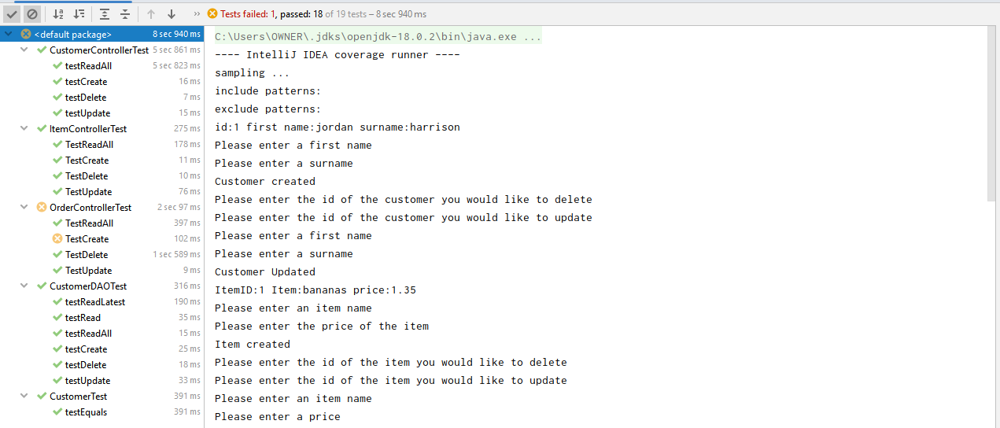 Tests failed: 1, passed: 18 of 19 tests – 8 sec 940 ms
<default package> 8 sec 940 ms
CustomerControllerTest 5 sec 861 ms
testReadAll 5 sec 823 ms
testCreate 16 ms
testDelete 7 ms
testUpdate 15 ms
ItemControllerTest 275 ms
TestReadAll 178 ms
TestCreate 11 ms
TestDelete 10 ms
TestUpdate 76 ms
OrderControllerTest 2 sec 97 ms
TestReadAll 397 ms
TestCreate 102 ms
TestDelete 1 sec 589 ms
TestUpdate 9 ms
CustomerDAOTest 316 ms
testReadLatest 190 ms
testRead 35 ms
testReadAll 15 ms
testCreate 25 ms
testDelete 18 ms
testUpdate 33 ms
CustomerTest 391 ms
testEquals 391 ms
C:\Users\OWNER\.jdks\openjdk-18.0.2\bin\java.exe ...
---- IntelliJ IDEA coverage runner ----
sampling ...
include patterns:
exclude patterns:
id:1 first name:jordan surname:harrison
Please enter a first name
Please enter a surname
Customer created
Please enter the id of the customer you would like to delete
Please enter the id of the customer you would like to update
Please enter a first name
Please enter a surname
Customer Updated
ItemID:1 Item:bananas price:1.35
Please enter an item name
Please enter the price of the item
Item created
Please enter the id of the item you would like to delete
Please enter the id of the item you would like to update
Please enter an item name
Please enter a price